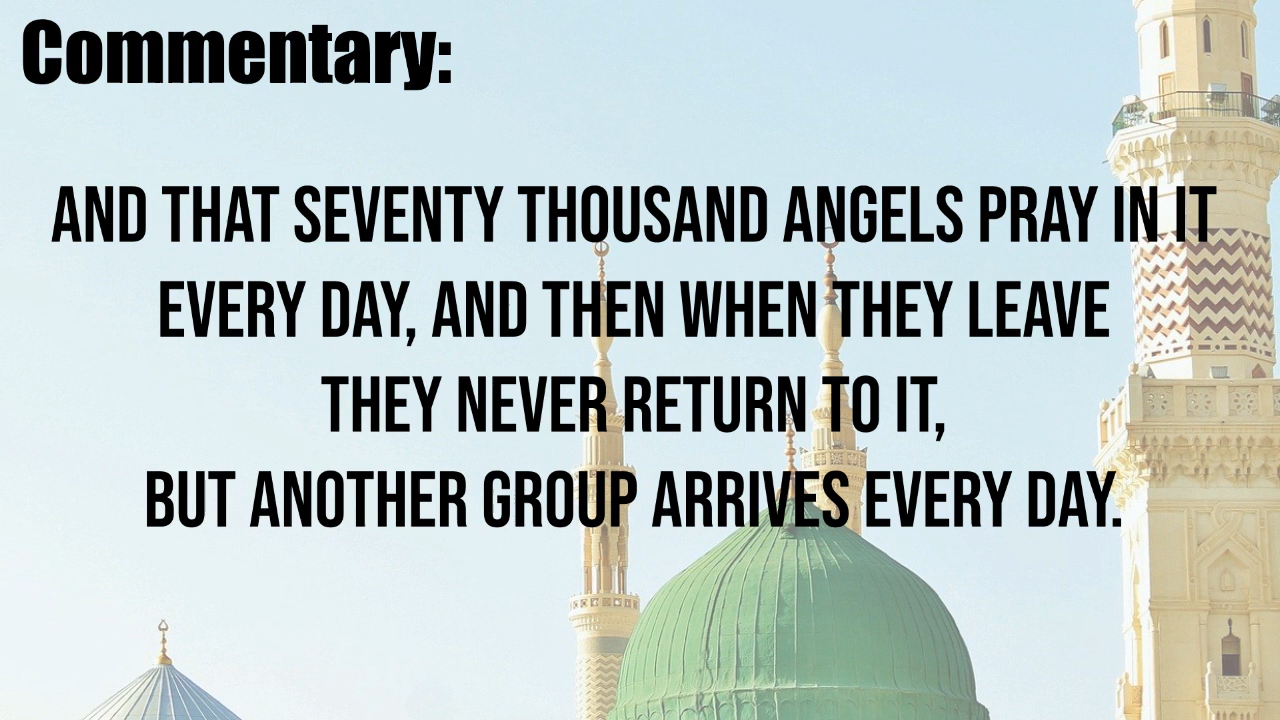 Commentary:
AND THAT SEVENTY THOUSAND ANGELS PRAY IN IT
EVERY DAY, AND THEN WHEN THEY LEAVE
THEY NEVER RETURN TO IT,
BUT ANOTHER GROUP ARRIVES EVERY DAY.